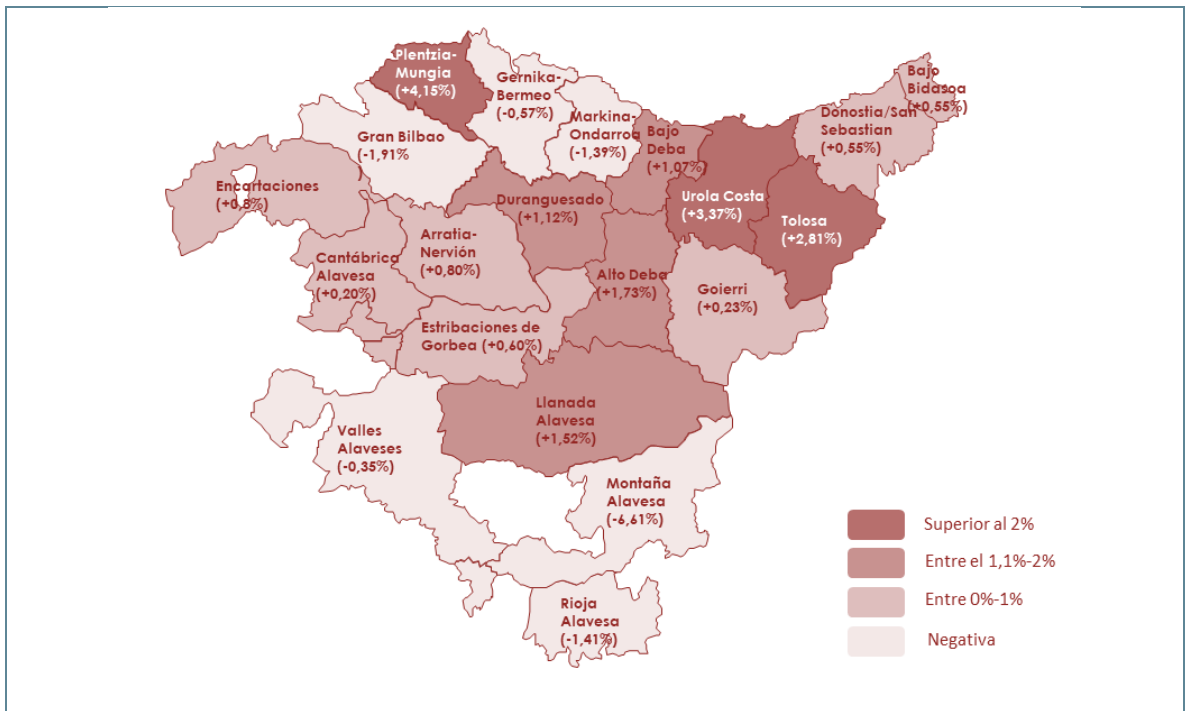 Plentzia-
Mungia
(+4,15%)
Gernika-
Bermeo
(-0,57%)
Markina-
Ondarroa
(-1,39%)
Bajo
Deba
(+1,07%)
Bajo
Bidasoa
(+0,55%)
Donostia/San
Sebastian
(+0,55%)
Gran Bilbao
(-1,91%
)
Encartaciones
(+0,8%)
Duranguesado
(+1,12%)
Urola Costa
(+3,37%)
Tolosa
(+2,81%)
Arratia-
Nervión
(+0,80%)
Cantábrica
Alavesa
(+0,20%)
Alto Deba
(+1,73%)
Goierri
(+0,23%)
Estribaciones de
Gorbea (+0,60%)
Llanada
Alavesa
(+1,52%)
Valles
Alaveses
(-0,35%)
Montaña
Alavesa
(-6,61%)
Rioja
Alavesa
(-1,41%)
Superior al 2%
Entre el 1,1%-2%
Entre 0%-1%
Negativa